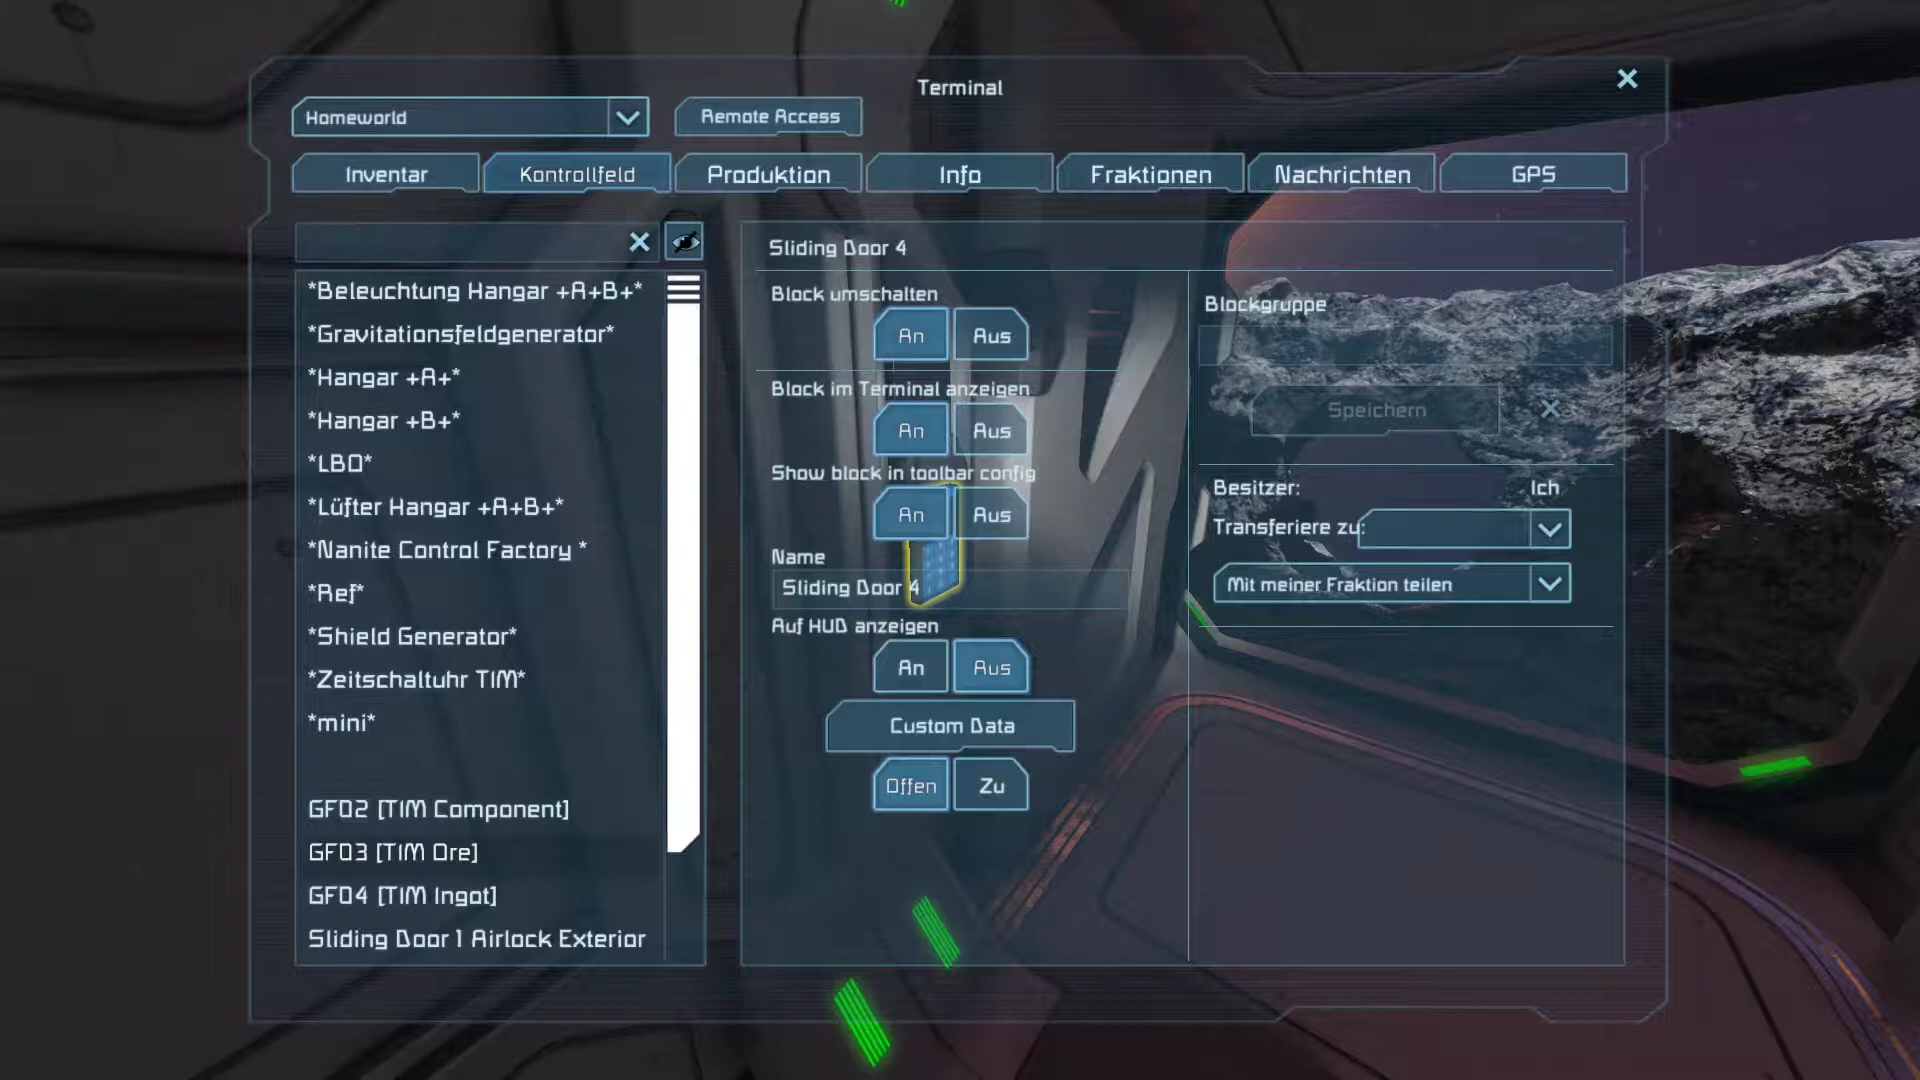 Terminal
Homeworld
Remote Access
Inventar
Kontrollfeld
Produktion
Info
Fraktionen
Nachrichten
GPS
*Beleuchtung Hangar +A+B+*
*Gravitationsfeldgenerator*
*Hangar +A+*
*Hangar +B+*
*LBO*
*Lüfter Hangar +A+B+*
*Nanite Control Factory *
*Ref*
*Shield Generator*
*Zeitschaltuhr TIM*
*mini*
GF02 [TIM Component]
GF03 [TIM Ore]
GF04 [TIM Ingot]
Sliding Door 1 Airlock Exterior
Sliding Door 4
Block umschalten
An Aus
Block im Terminal anzeigen
An Aus
Show block in toolbar config
An Aus
Name
Sliding Door 4
Auf HUD anzeigen
An Aus
Custom Data
Offen Zu
Blockgruppe
Speichern
Besitzer: Ich
Transferiere zu:
Mit meiner Fraktion teilen